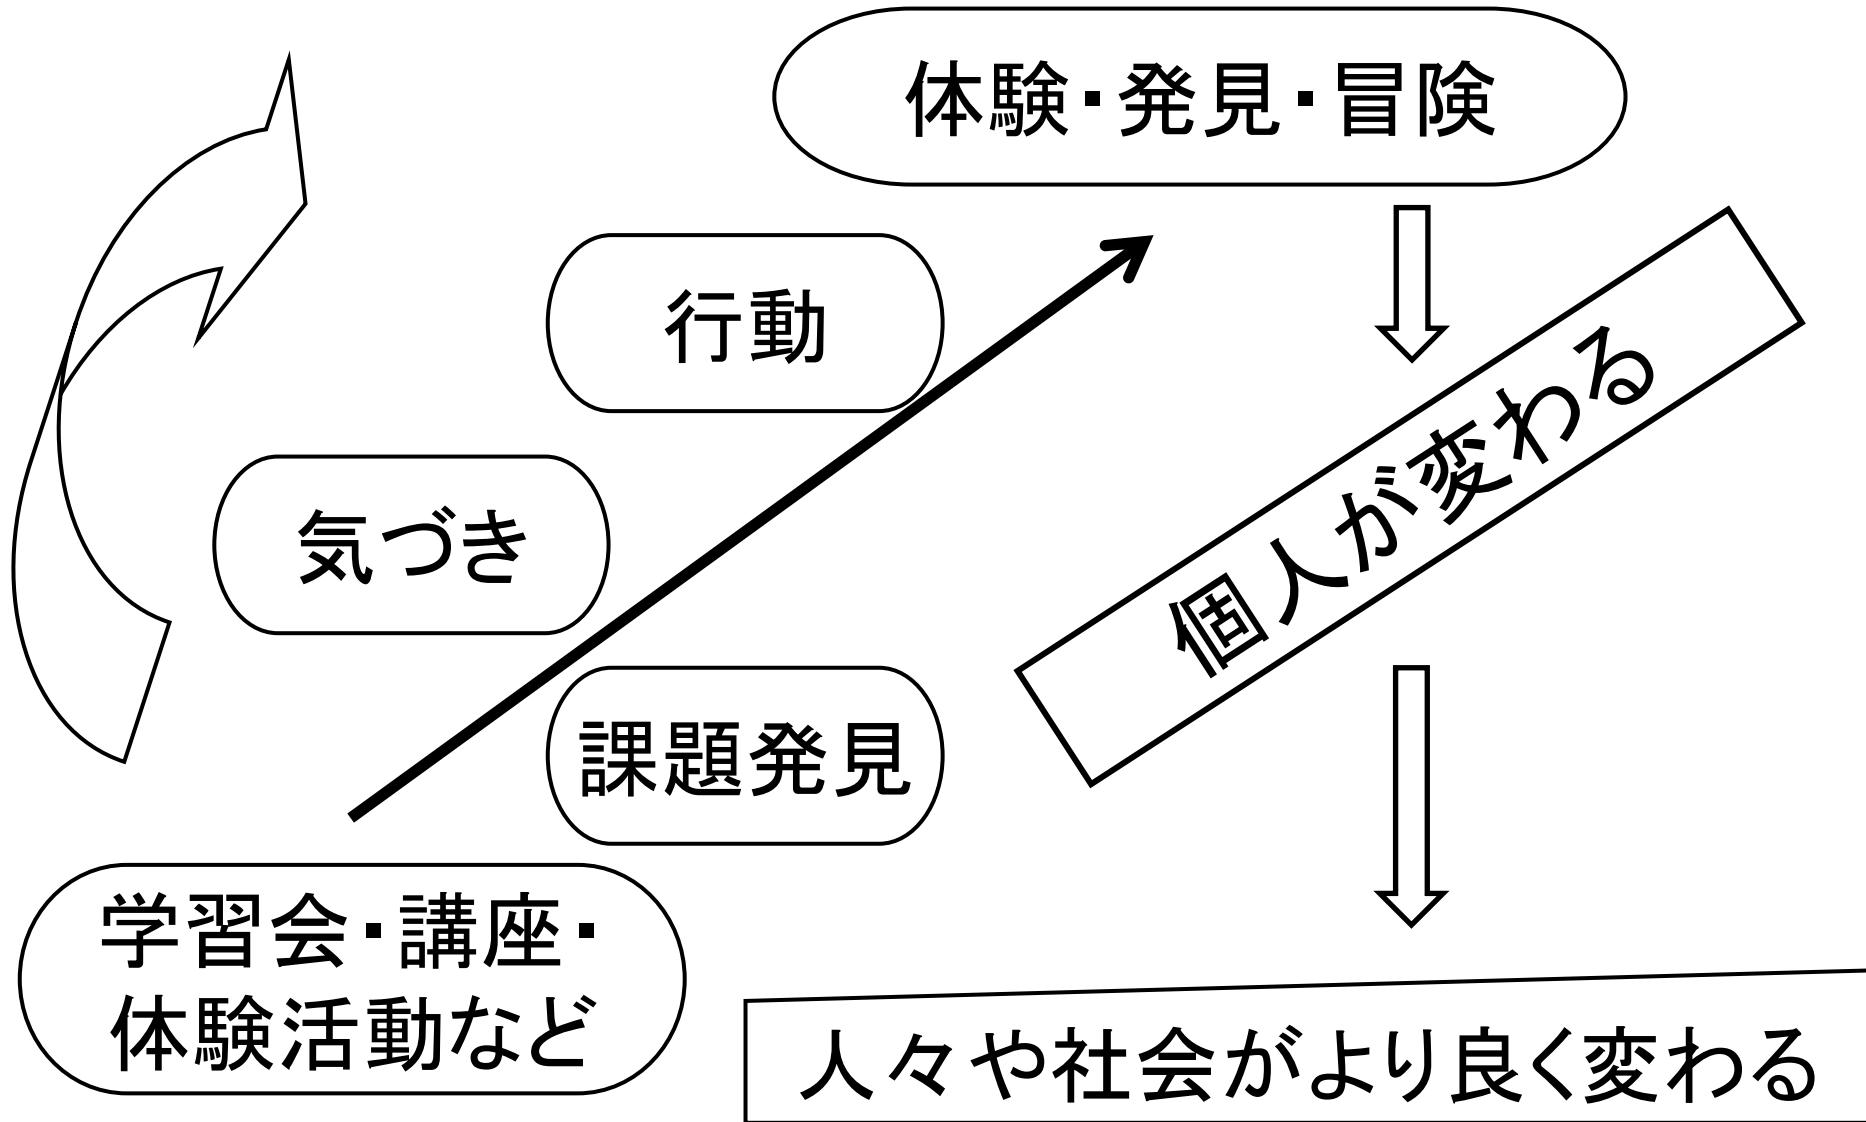 体験・発見・冒険
行動
個人が変わる
気づき
課題発見
学習会・講座・
体験活動など
人々や社会がより良く変わる